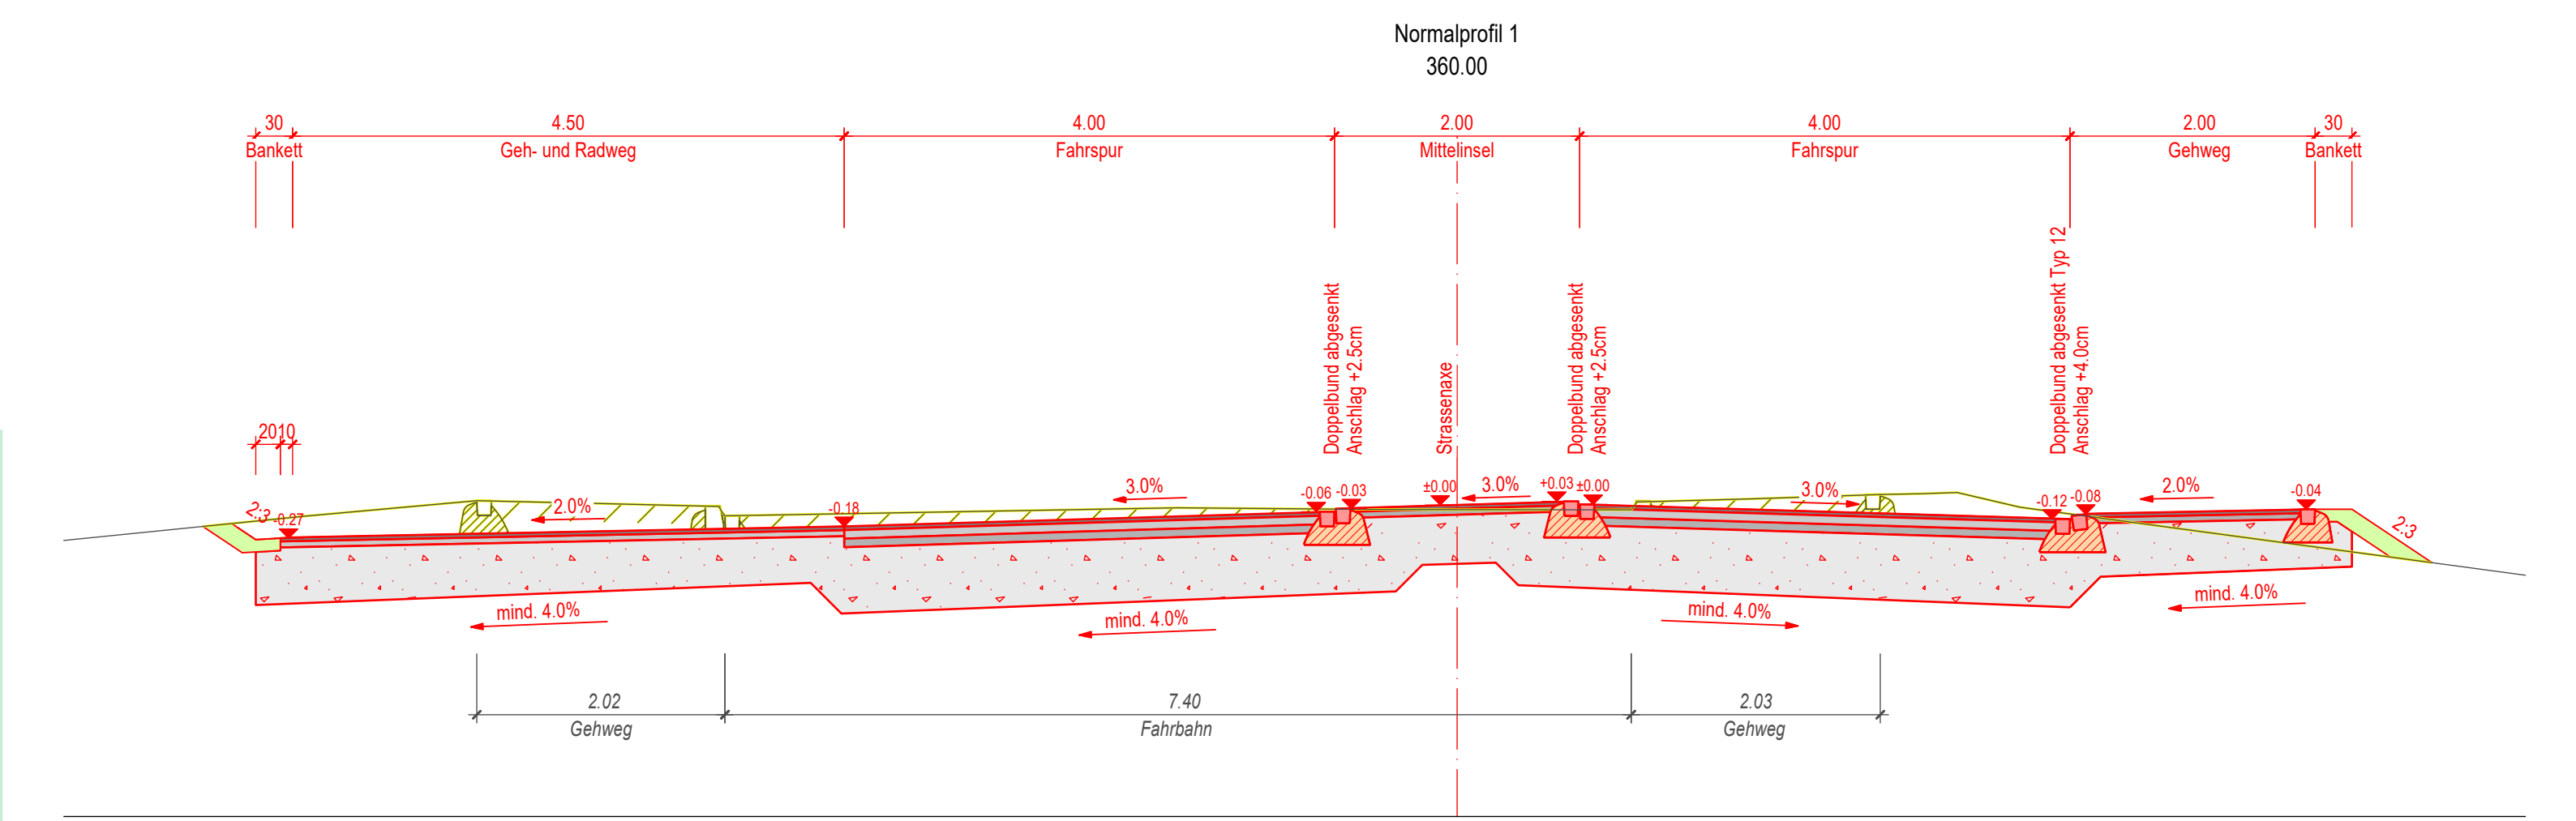 Normalprofil 1
360.00
30 4.50 4.00 2.00 4.00 2.00 30
Bankett Geh- und Radweg Fahrspur Mittelinsel Fahrspur Gehweg Bankett
Doppelbund abgesenkt
Anschlag +2.5cm
Strassenaxe
Doppelbund abgesenkt
Anschlag +2.5cm
Doppelbund abgesenkt Typ 12
Anschlag +4.0cm
20 10
2:3 -0.27 2.0% -0.18 3.0% -0.06 -0.03 ±0.00 3.0% +0.03 ±0.00 3.0% -0.12 -0.08 2.0% -0.04 2:3
mind. 4.0% mind. 4.0% mind. 4.0% mind. 4.0%
2.02 7.40 2.03
Gehweg Fahrbahn Gehweg